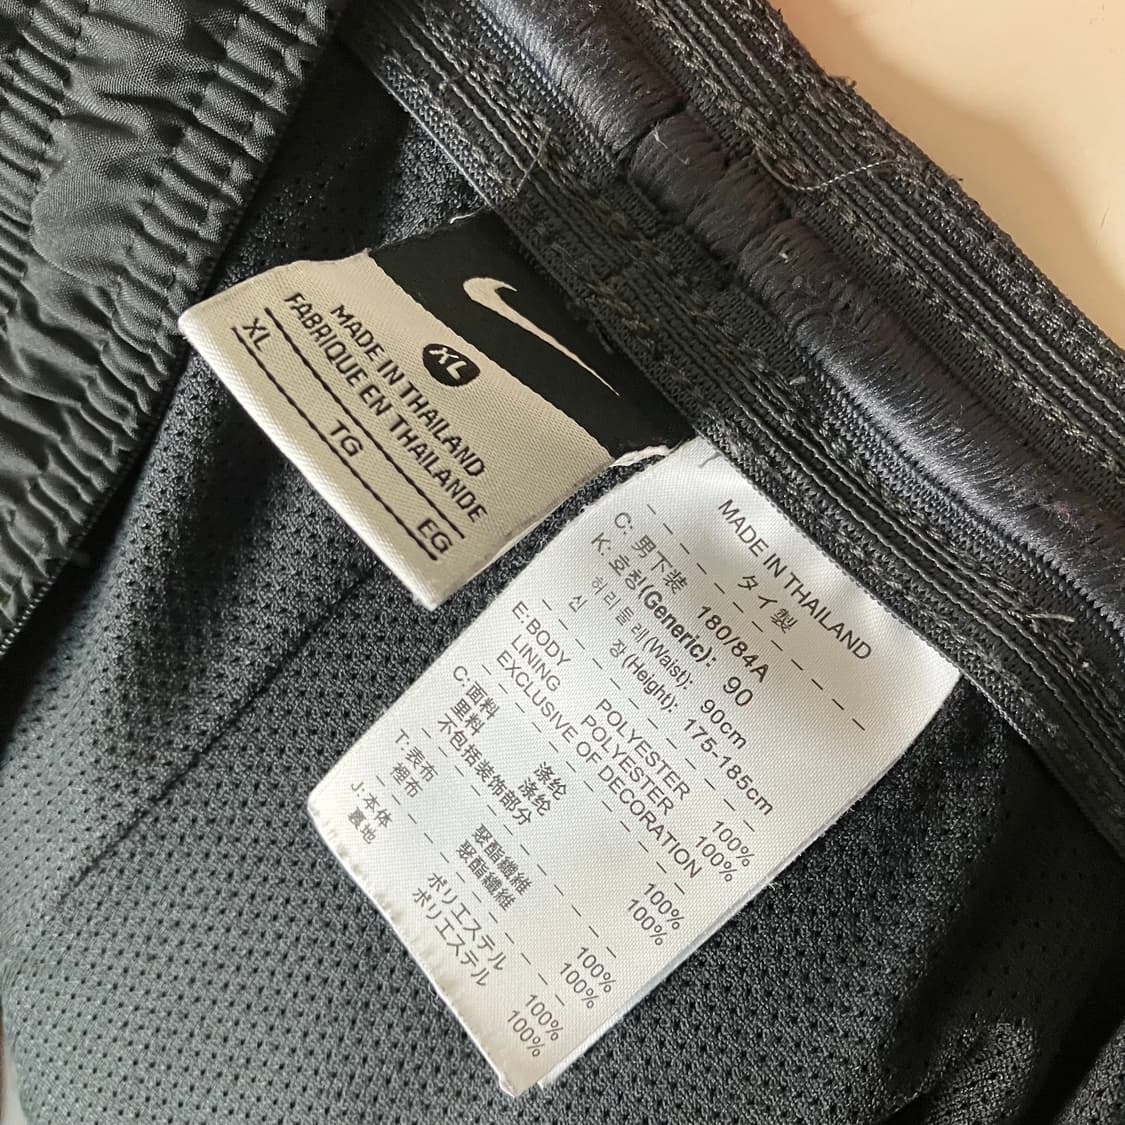 XL
MADE IN THAILAND
FABRIQUE EN THAILANDE
XL TG EG
MADE IN THAILAND
タイ製
C: 男下装 180/84A
K: 호칭(Generic): 90
허리둘레(Waist): 90cm
신 장(Height): 175-185cm
E: BODY POLYESTER 100%
LINING POLYESTER 100%
EXCLUSIVE OF DECORATION
C: 面料 涤纶 100%
里料 涤纶 100%
不包括装饰部分
T: 表布 聚酯纖維 100%
裡布 聚酯纖維 100%
J: 本体 ポリエステル 100%
裏地 ポリエステル 100%